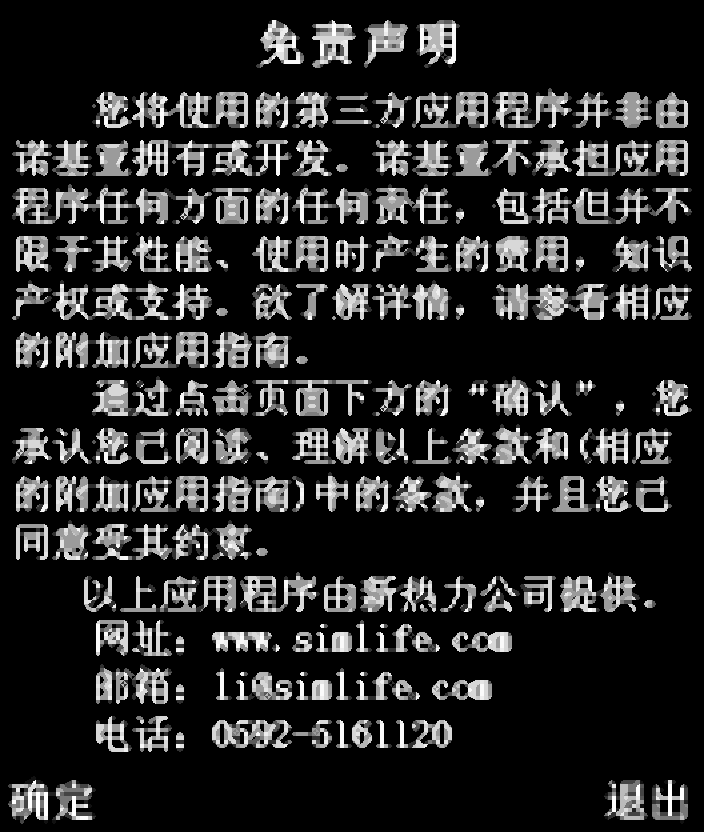 免责声明
您将使用的第三方应用程序并非由
诺基亚拥有或开发。诺基亚不承担应用
程序任何方面的任何责任，包括但并不
限于其性能、使用时产生的费用，知识
产权或支持。欲了解详情，请参看相应
的附加应用指南。
通过点击页面下方的“确认”，您
承认您已阅读、理解以上条款和(相应
的附加应用指南)中的条款，并且您已
同意受其约束。
以上应用程序由新热力公司提供.
网址：www.simlife.com
邮箱：li@simlife.com
电话：0592-5161120
确定
退出